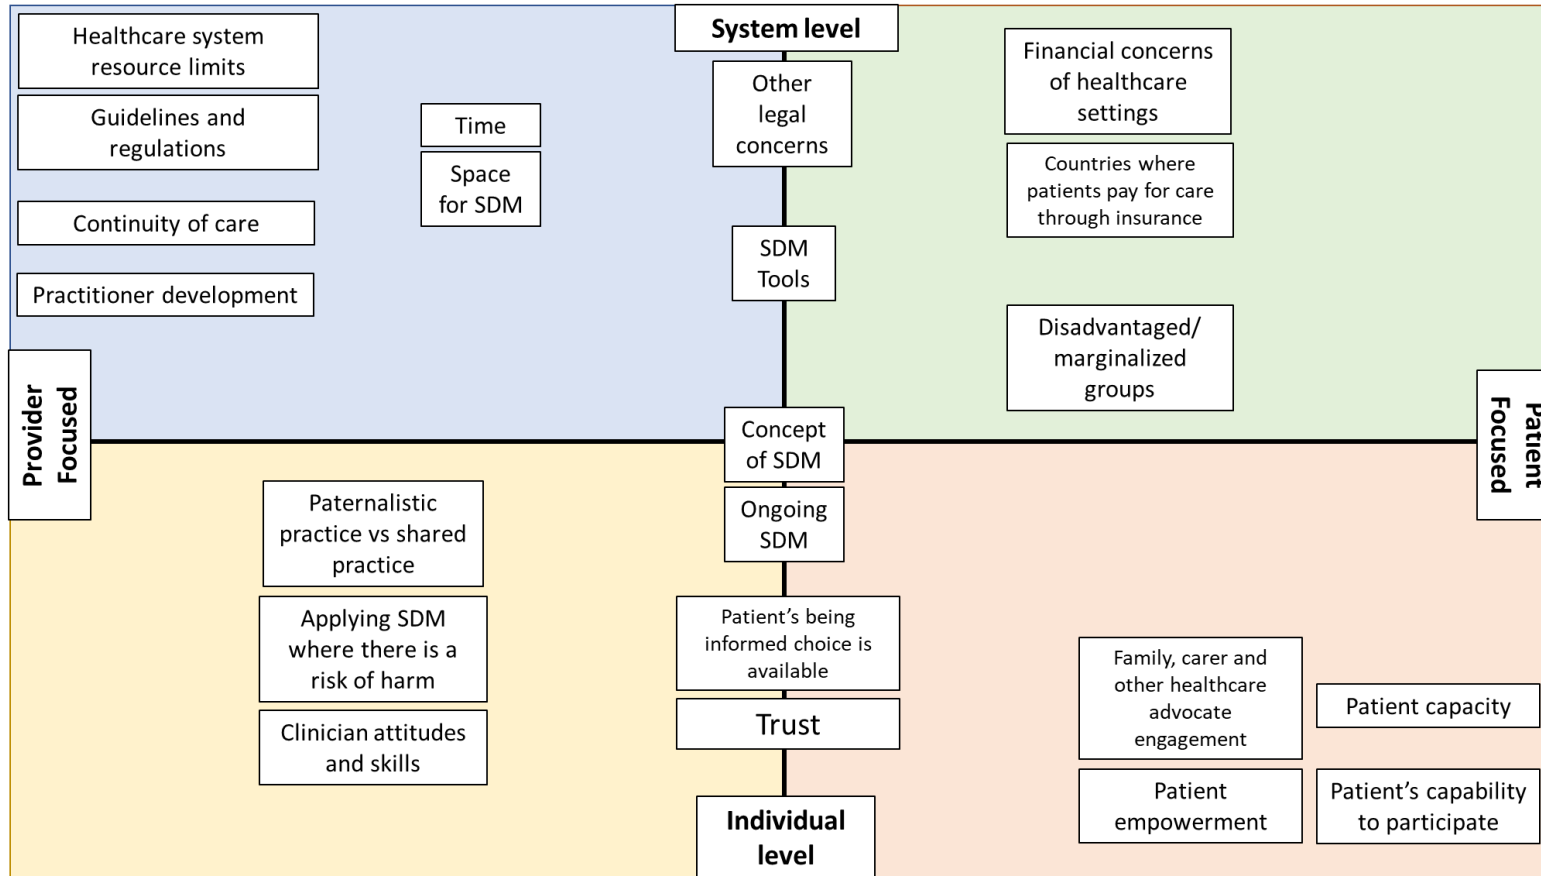 System level
Healthcare system
resource limits
Guidelines and
regulations
Continuity of care
Practitioner development
Time
Space
for SDM
Other
legal
concerns
SDM
Tools
Financial concerns
of healthcare
settings
Countries where
patients pay for care
through insurance
Disadvantaged/
marginalized
groups
Provider
Focused
Concept
of SDM
Ongoing
SDM
Patient
Focused
Paternalistic
practice vs shared
practice
Applying SDM
where there is a
risk of harm
Clinician attitudes
and skills
Patient’s being
informed choice is
available
Trust
Individual
level
Family, carer and
other healthcare
advocate
engagement
Patient capacity
Patient
empowerment
Patient’s capability
to participate